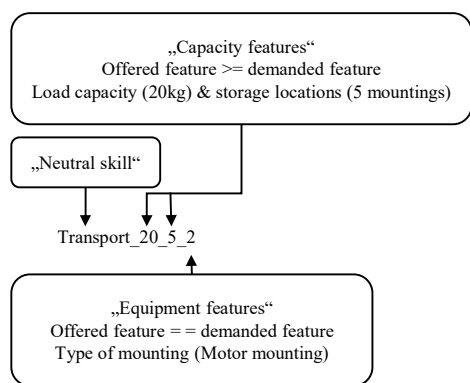 „Capacity features“
Offered feature >= demanded feature
Load capacity (20kg) & storage locations (5 mountings)
„Neutral skill“
Transport_20_5_2
„Equipment features“
Offered feature = = demanded feature
Type of mounting (Motor mounting)